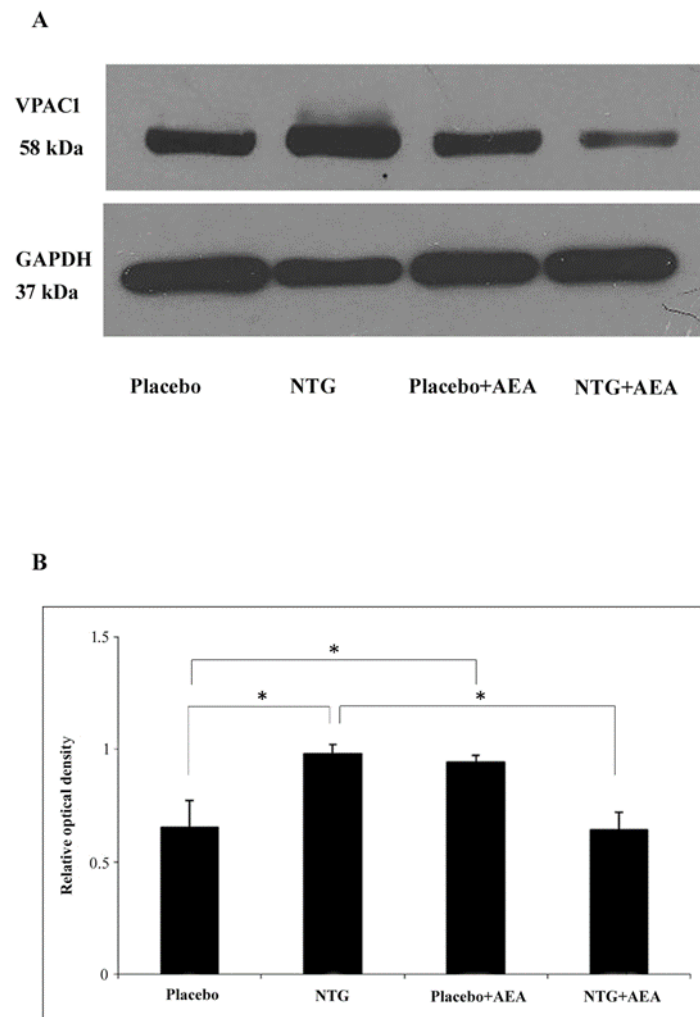 A
VPAC1
58 kDa
GAPDH
37 kDa
Placebo NTG Placebo+AEA NTG+AEA
B
1.5
*
*
*
1
Relative optical density
0.5
0
Placebo NTG Placebo+AEA NTG+AEA